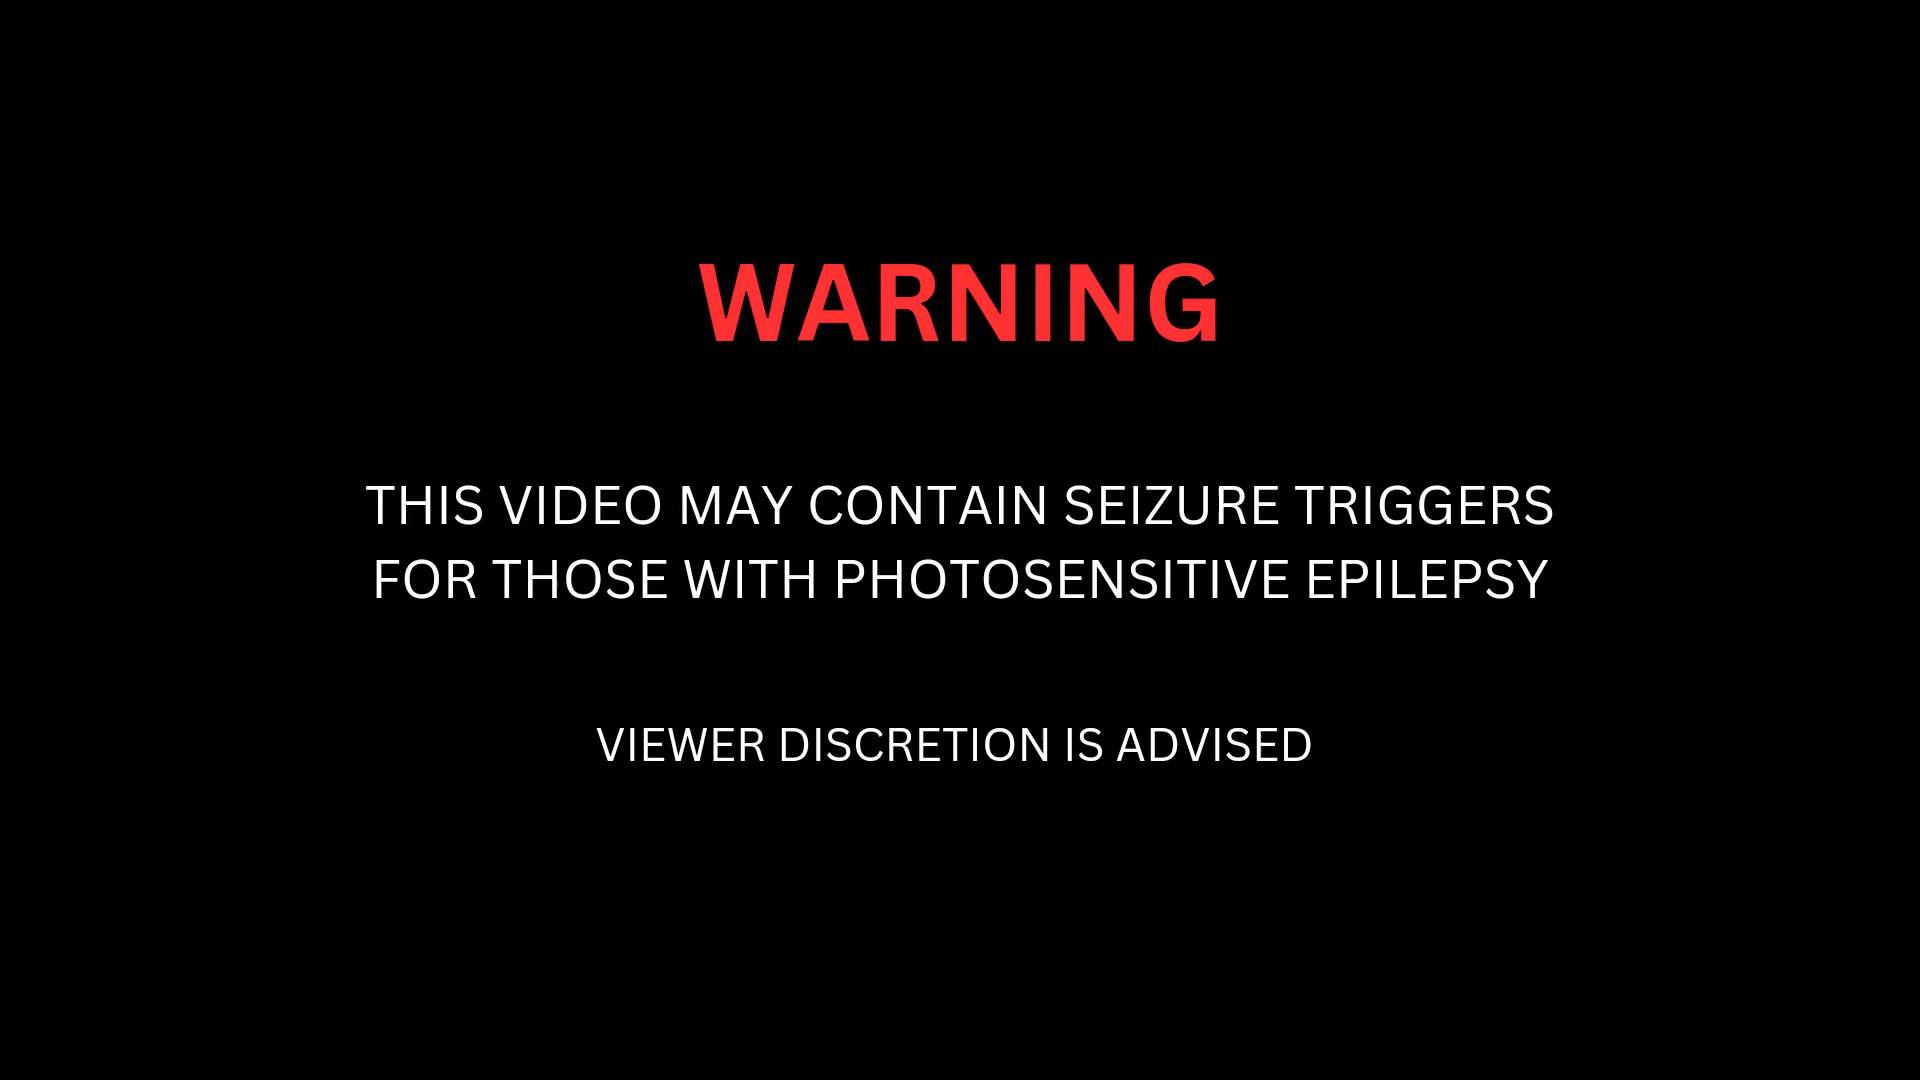 WARNING
THIS VIDEO MAY CONTAIN SEIZURE TRIGGERS
FOR THOSE WITH PHOTOSENSITIVE EPILEPSY
VIEWER DISCRETION IS ADVISED